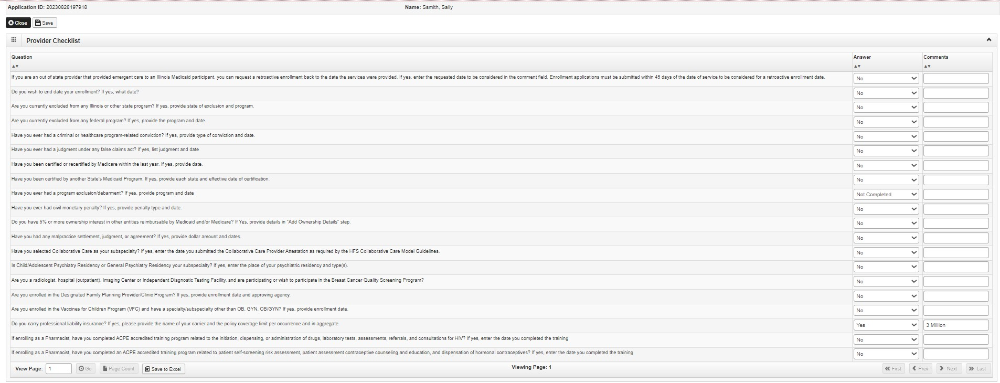 Application ID: 20230828197918 Name: Ssmith, Sally
Close Save
Provider Checklist
Question Answer Comments
▲▼ ▲▼ ▲▼
If you are an out of state provider that provided emergent care to an Illinois Medicaid participant, you can request a retroactive enrollment back to the date the services were provided. If yes, enter the requested date to be considered in the comment field. Enrollment applications must be submitted within 45 days of the date of service to be considered for a retroactive enrollment date. No
Do you wish to end date your enrollment? If yes, what date? No
Are you currently excluded from any Illinois or other state program? If yes, provide state of exclusion and program. No
Are you currently excluded from any federal program? If yes, provide the program and date. No
Have you ever had a criminal or healthcare program-related conviction? If yes, provide type of conviction and date. No
Have you ever had a judgment under any false claims act? If yes, list judgment and date No
Have you been certified or recertified by Medicare within the last year. If yes, provide date. No
Have you been certified by another State's Medicaid Program. If yes, provide each state and effective date of certification. No
Have you ever had a program exclusion/debarment? If yes, provide program and date Not Completed
Have you ever had civil monetary penalty? If yes, provide penalty type and date. No
Do you have 5% or more ownership interest in other entities reimbursable by Medicaid and/or Medicare? If Yes, provide details in "Add Ownership Details" step. No
Have you had any malpractice settlement, judgment, or agreement? If yes, provide dollar amount and dates. No
Have you selected Collaborative Care as your subspecialty? If yes, enter the date you submitted the Collaborative Care Provider Attestation as required by the HFS Collaborative Care Model Guidelines. No
Is Child/Adolescent Psychiatry Residency or General Psychiatry Residency your subspecialty? If yes, enter the place of your psychiatric residency and type(s). No
Are you a radiologist, hospital (outpatient), Imaging Center or Independent Diagnostic Testing Facility, and are participating or wish to participate in the Breast Cancer Quality Screening Program? No
Are you enrolled in the Designated Family Planning Provider/Clinic Program? If yes, provide enrollment date and approving agency. No
Are you enrolled in the Vaccines for Children Program (VFC) and have a specialty/subspecialty other than OB, GYN, OB/GYN? If yes, provide enrollment date. No
Do you carry professional liability insurance? If yes, please provide the name of your carrier and the policy coverage limit per occurrence and in aggregate. Yes 3 Million
If enrolling as a Pharmacist, have you completed ACPE accredited training program related to the initiation, dispensing, or administration of drugs, laboratory tests, assessments, referrals, and consultations for HIV? If yes, enter the date you completed the training No
If enrolling as a Pharmacist, have you completed an ACPE accredited training program related to patient self-screening risk assessment, patient assessment contraceptive counseling and education, and dispensation of hormonal contraceptives? If yes, enter the date you completed the training No
View Page: 1 Go Page Count Save to Excel Viewing Page: 1 First Prev Next Last